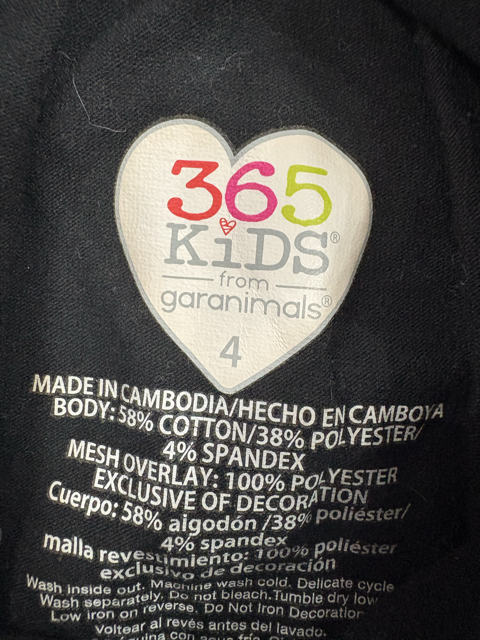 365
KiDS®
from
garanimals®
4
MADE IN CAMBODIA/HECHO EN CAMBOYA
BODY: 58% COTTON/38% POLYESTER/
4% SPANDEX
MESH OVERLAY: 100% POLYESTER
EXCLUSIVE OF DECORATION
Cuerpo: 58% algodón /38% poliéster/
4% spandex
malla revestimiento: 100% poliéster
exclusivo de decoración
Wash inside out. Machine wash cold. Delicate cycle
Wash separately. Do not bleach. Tumble dry low
Low iron on reverse. Do Not Iron Decoration
Voltear al revés antes del lavado.
con agua fría.